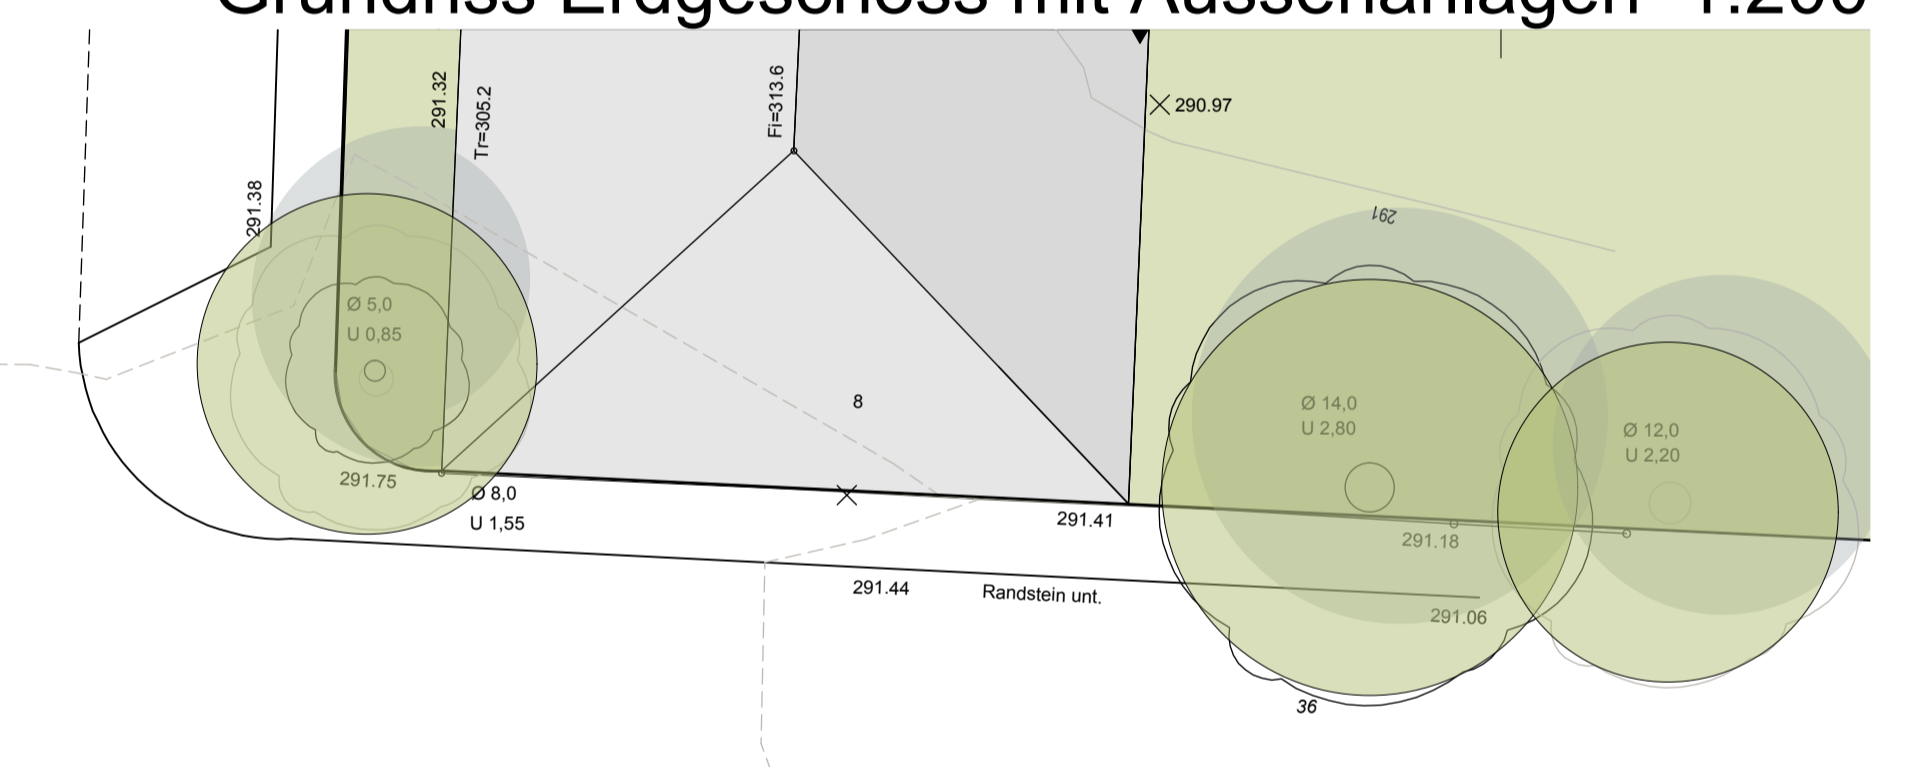 Grundriss Erdgeschoss mit Aussenanlagen 1:200
291.32
Tr=305.2
Fi=313.6
290.97
291.38
291
Ø 5,0
U 0,85
8
Ø 14,0
U 2,80
Ø 12,0
U 2,20
291.75
Ø 8,0
U 1,55
291.41
291.18
291.44
Randstein unt.
291.06
36